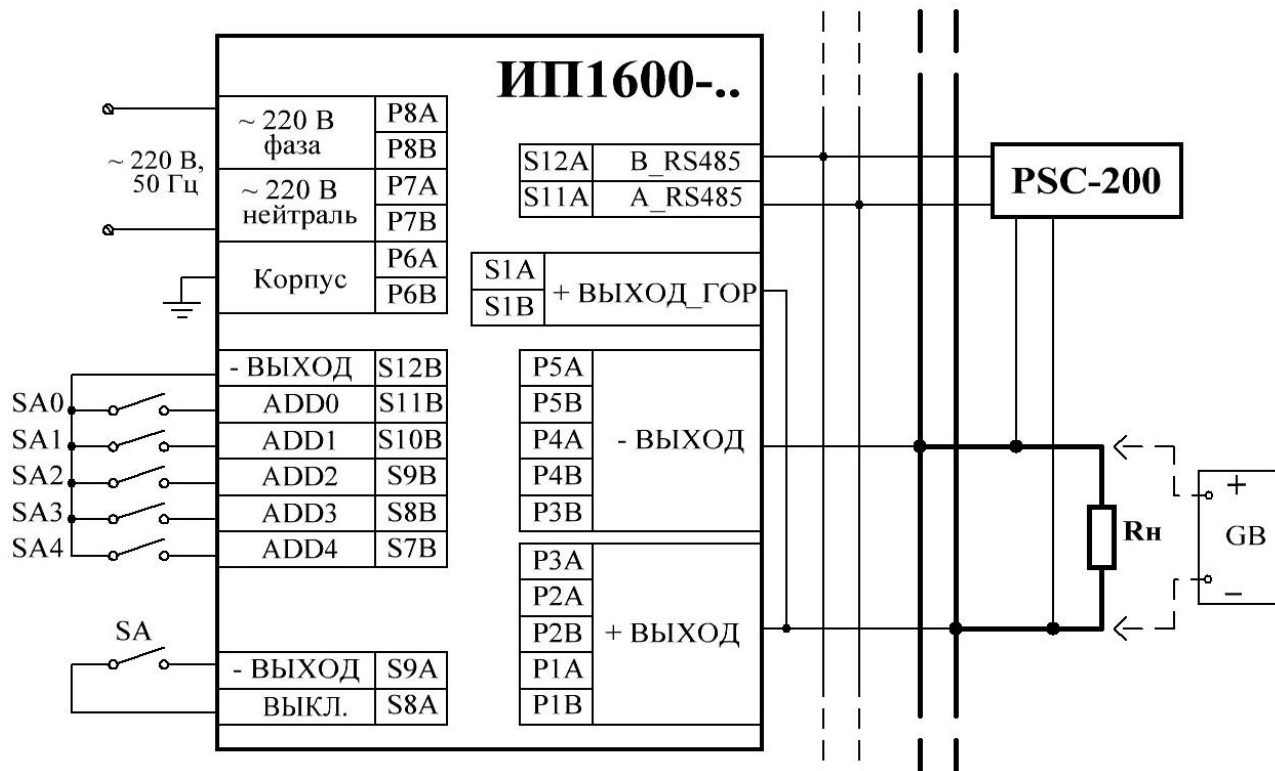 ИП1600-..
~ 220 В,
50 Гц
~ 220 В
фаза
P8A
P8B
~ 220 В
нейтраль
P7A
P7B
Корпус
P6A
P6B
S12A B_RS485
S11A A_RS485
PSC-200
S1A
S1B
+ ВЫХОД_ГОР
- ВЫХОД S12B
SA0 ADD0 S11B
SA1 ADD1 S10B
SA2 ADD2 S9B
SA3 ADD3 S8B
SA4 ADD4 S7B
P5A
P5B
P4A
P4B
P3B
- ВЫХОД
Rн
+
GB
–
P3A
P2A
P2B
P1A
P1B
+ ВЫХОД
SA
- ВЫХОД S9A
ВЫКЛ. S8A